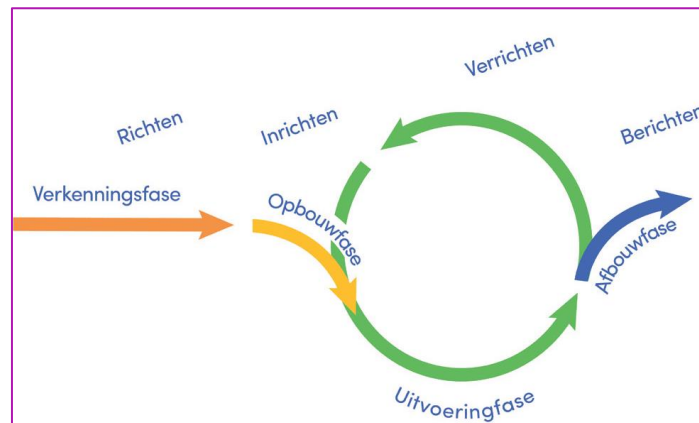 Verrichten
Richten
Inrichten
Berichten
Verkenningsfase
Opbouwfase
Afbouwfase
Uitvoeringfase